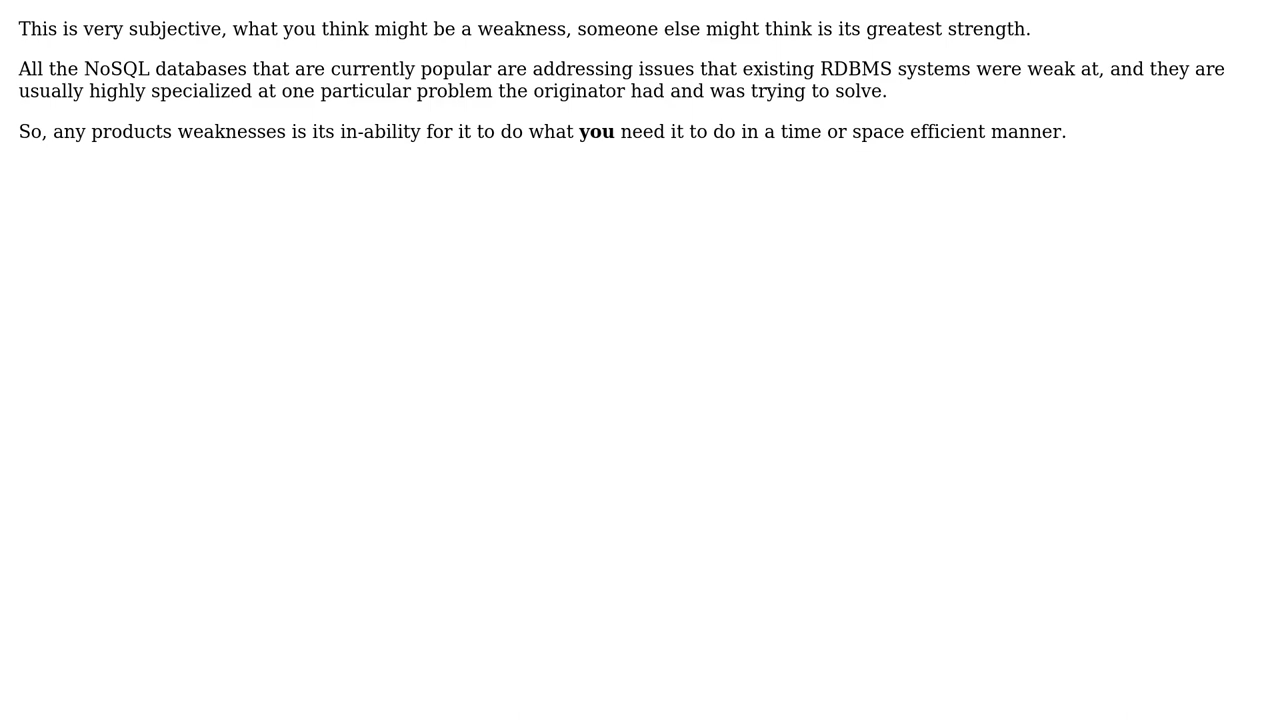 This is very subjective, what you think might be a weakness, someone else might think is its greatest strength.
All the NoSQL databases that are currently popular are addressing issues that existing RDBMS systems were weak at, and they are
usually highly specialized at one particular problem the originator had and was trying to solve.
So, any products weaknesses is its in-ability for it to do what you need it to do in a time or space efficient manner.